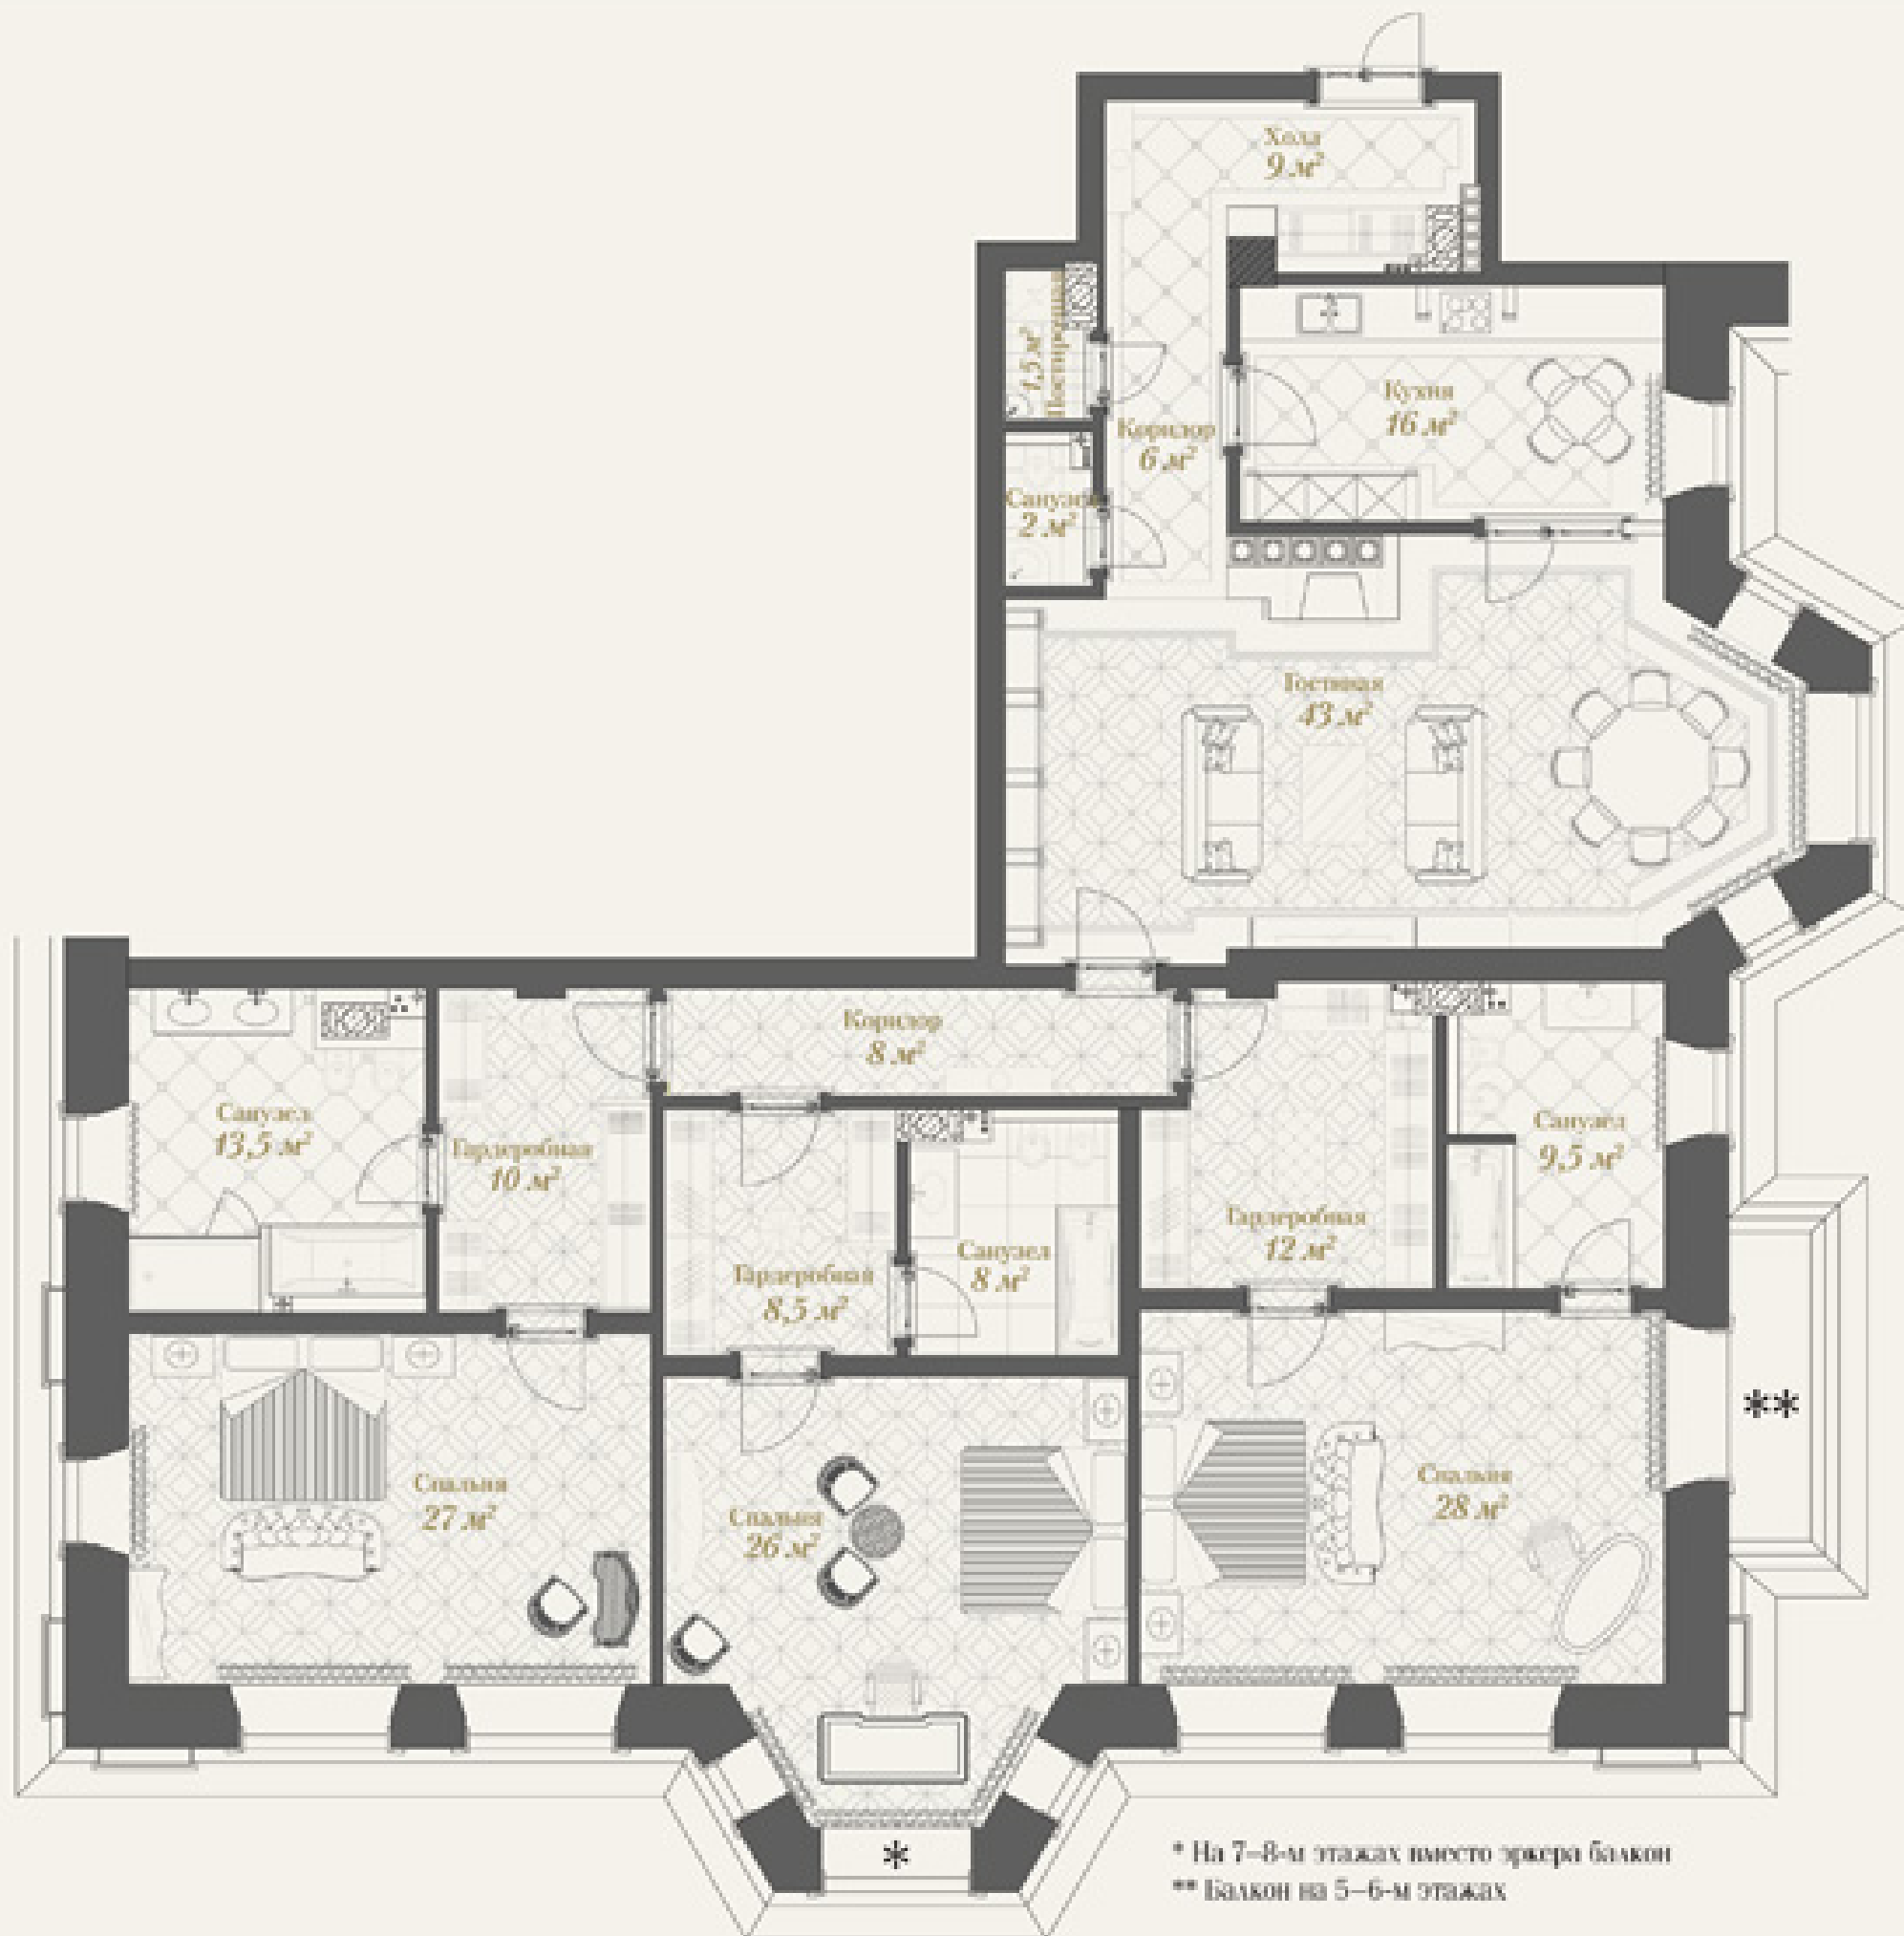 Холл
9 м²
1,5 м²
Постирочная
Кухня
16 м²
Коридор
6 м²
Санузел
2 м²
Гостиная
43 м²
Коридор
8 м²
Санузел
13,5 м²
Гардеробная
10 м²
Санузел
9,5 м²
Гардеробная
12 м²
Санузел
8 м²
Гардеробная
8,5 м²
**
Спальня
27 м²
Спальня
26 м²
Спальня
28 м²
*
* На 7–8-м этажах вместо эркера балкон
** Балкон на 5–6-м этажах